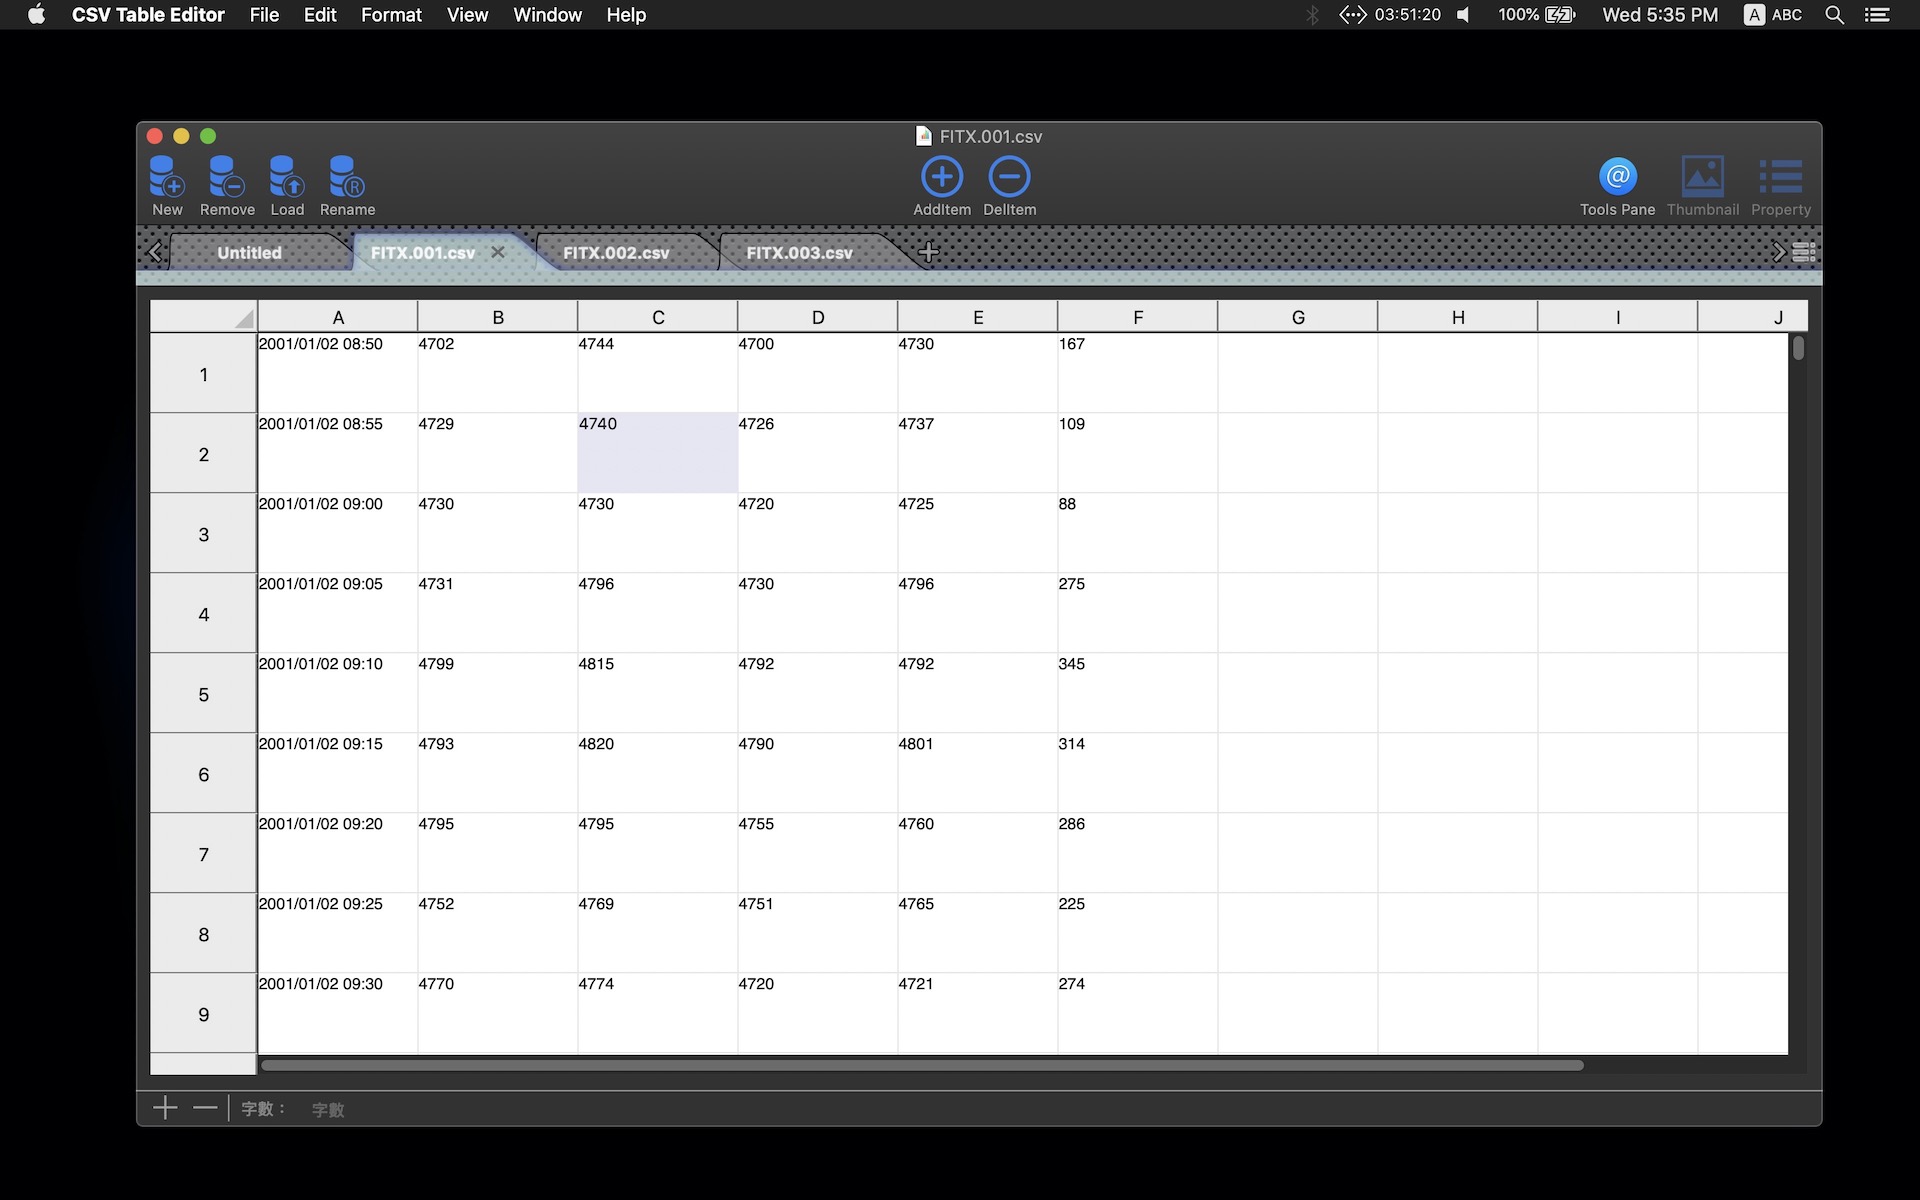 CSV Table Editor File Edit Format View Window Help 03:51:20 100% Wed 5:35 PM A ABC
FITX.001.csv
New Remove Load Rename AddItem DelItem Tools Pane Thumbnail Property
Untitled FITX.001.csv FITX.002.csv FITX.003.csv
A B C D E F G H I J
1 2001/01/02 08:50 4702 4744 4700 4730 167
2 2001/01/02 08:55 4729 4740 4726 4737 109
3 2001/01/02 09:00 4730 4730 4720 4725 88
4 2001/01/02 09:05 4731 4796 4730 4796 275
5 2001/01/02 09:10 4799 4815 4792 4792 345
6 2001/01/02 09:15 4793 4820 4790 4801 314
7 2001/01/02 09:20 4795 4795 4755 4760 286
8 2001/01/02 09:25 4752 4769 4751 4765 225
9 2001/01/02 09:30 4770 4774 4720 4721 274
字數： 字數